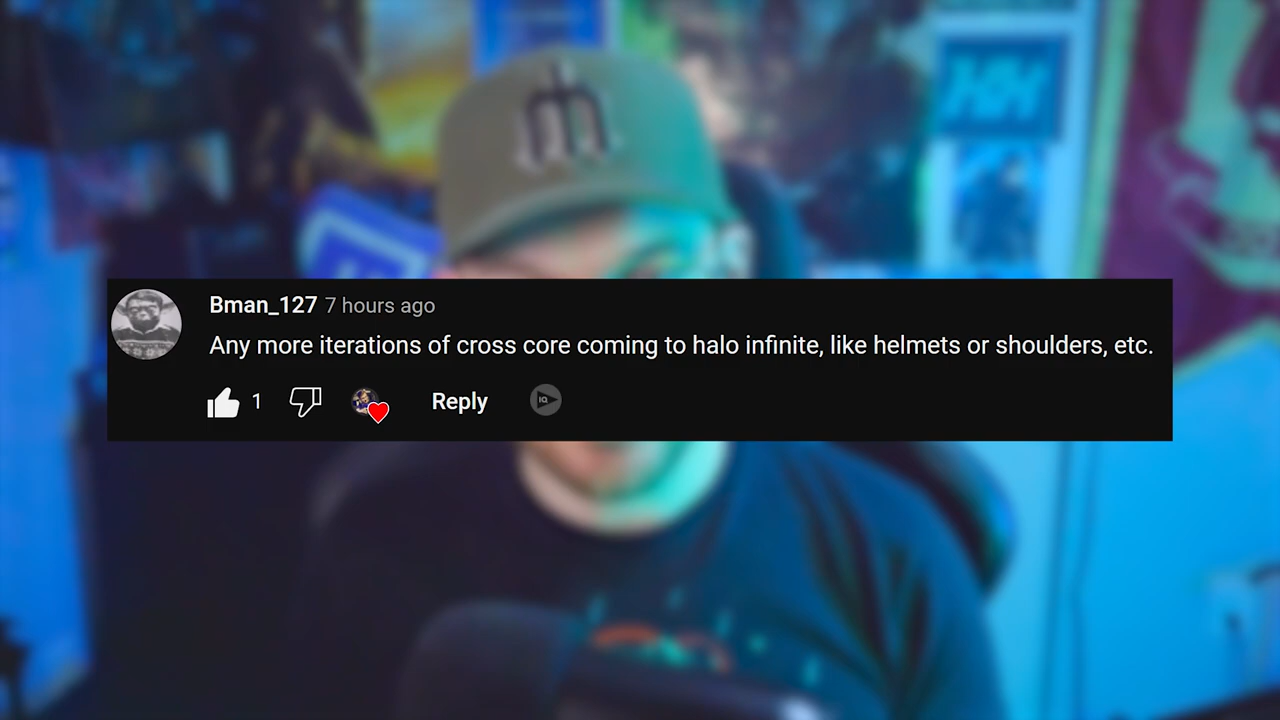 Bman_127 7 hours ago
Any more iterations of cross core coming to halo infinite, like helmets or shoulders, etc.
1
Reply
IQ